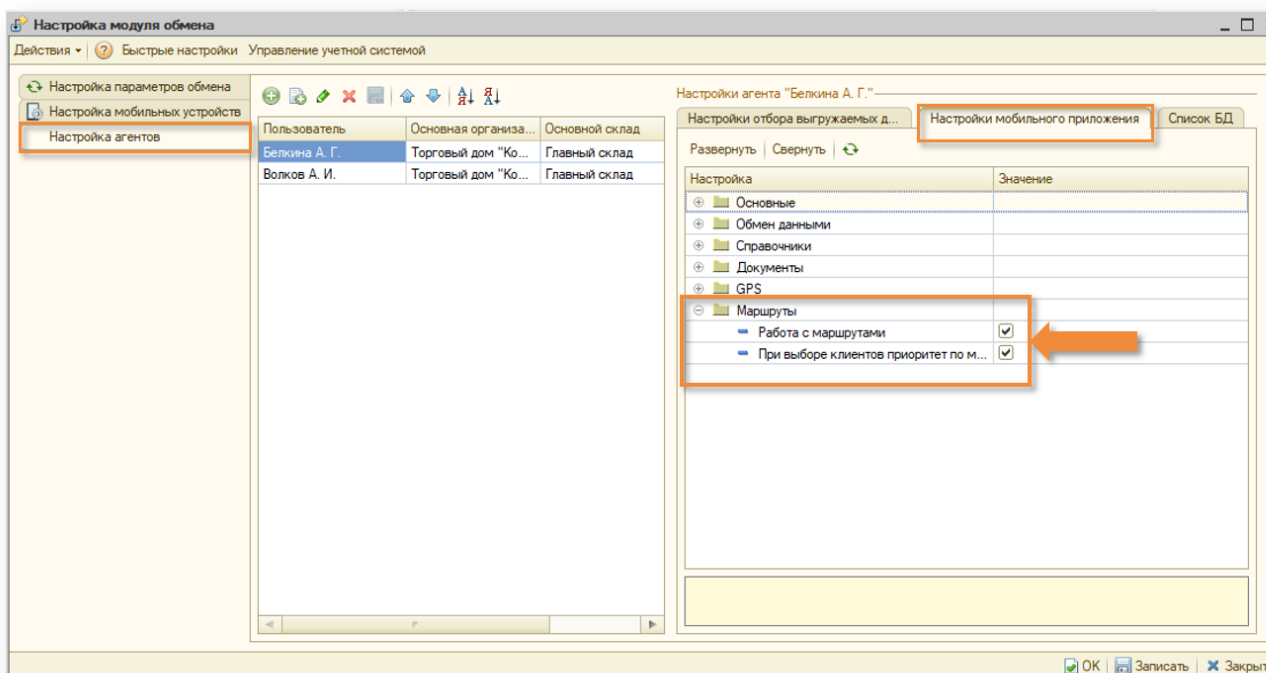 Настройка модуля обмена
Действия Быстрые настройки Управление учетной системой
Настройка параметров обмена
Настройка мобильных устройств
Настройка агентов
Пользователь Основная организа... Основной склад
Белкина А. Г. Торговый дом "Ко... Главный склад
Волков А. И. Торговый дом "Ко... Главный склад
Настройки агента "Белкина А. Г."
Настройки отбора выгружаемых д... Настройки мобильного приложения Список БД
Развернуть Свернуть
Настройка Значение
Основные
Обмен данными
Справочники
Документы
GPS
Маршруты
Работа с маршрутами
При выборе клиентов приоритет по м...
OK Записать Закрыт